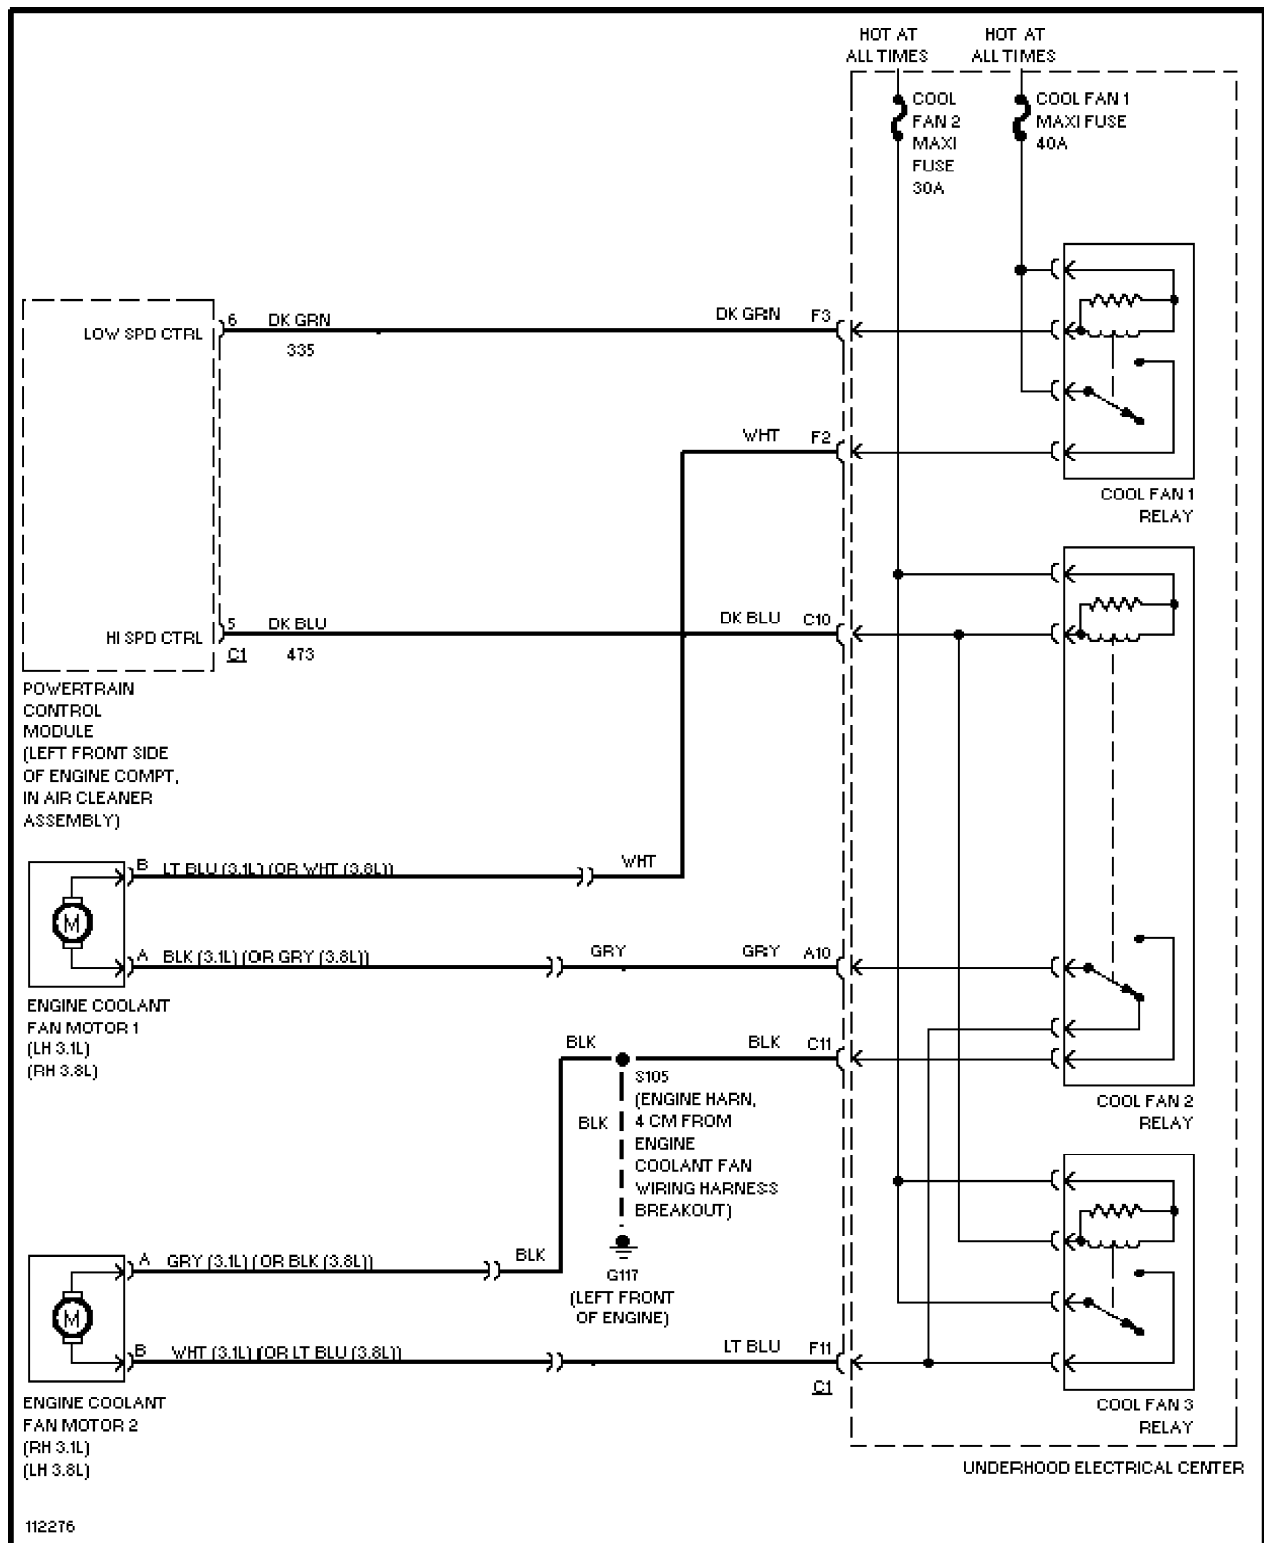 HOT AT
ALL TIMES
HOT AT
ALL TIMES
COOL
FAN 2
MAXI
FUSE
30A
COOL FAN 1
MAXI FUSE
40A
LOW SPD CTRL
6
DK GRN
335
DK GRN
F3
WHT
F2
COOL FAN 1
RELAY
HI SPD CTRL
5
DK BLU
C1
473
DK BLU
C10
POWERTRAIN
CONTROL
MODULE
(LEFT FRONT SIDE
OF ENGINE COMPT,
IN AIR CLEANER
ASSEMBLY)
B
LT BLU (3.1L) (OR WHT (3.8L))
WHT
M
A
BLK (3.1L) (OR GRY (3.8L))
GRY
GRY
A10
ENGINE COOLANT
FAN MOTOR 1
(LH 3.1L)
(RH 3.8L)
BLK
BLK
C11
S105
(ENGINE HARN,
4 CM FROM
ENGINE
COOLANT FAN
WIRING HARNESS
BREAKOUT)
BLK
COOL FAN 2
RELAY
A
GRY (3.1L) (OR BLK (3.8L))
BLK
G117
(LEFT FRONT
OF ENGINE)
M
B
WHT (3.1L) (OR LT BLU (3.8L))
LT BLU
F11
C1
ENGINE COOLANT
FAN MOTOR 2
(RH 3.1L)
(LH 3.8L)
COOL FAN 3
RELAY
UNDERHOOD ELECTRICAL CENTER
112276